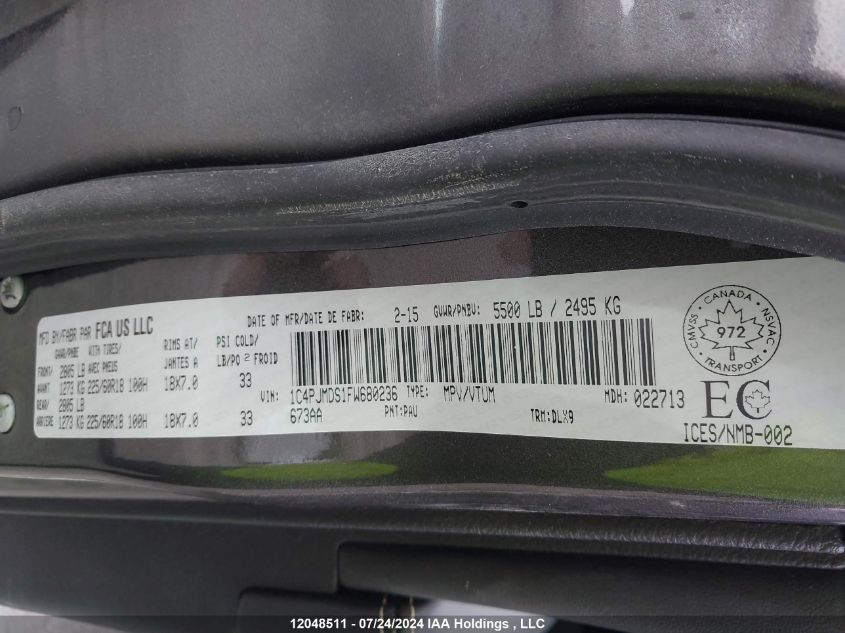 MFD BY/FABR PAR FCA US LLC
DATE OF MFR/DATE DE FABR: 2-15 GVWR/PNBV: 5500 LB / 2495 KG
GAWR/PNBE WITH TIRES/ RIMS AT/ PSI COLD/
AVEC PNEUS JANTES A LB/PO 2 FROID
FRONT/ 2805 LB
AVANT 1273 KG 225/60R18 100H 18X7.0 33
REAR/ 2805 LB
ARRIERE 1273 KG 225/60R18 100H 18X7.0 33
VIN: 1C4PJMDS1FW680236 TYPE: MPV/VTUM MDH: 022713
673AA PNT:PAU TRM:DLX9
CANADA
CMVSS NSVAC
972
TRANSPORT
EC
ICES/NMB-002
12048511 - 07/24/2024 IAA Holdings , LLC